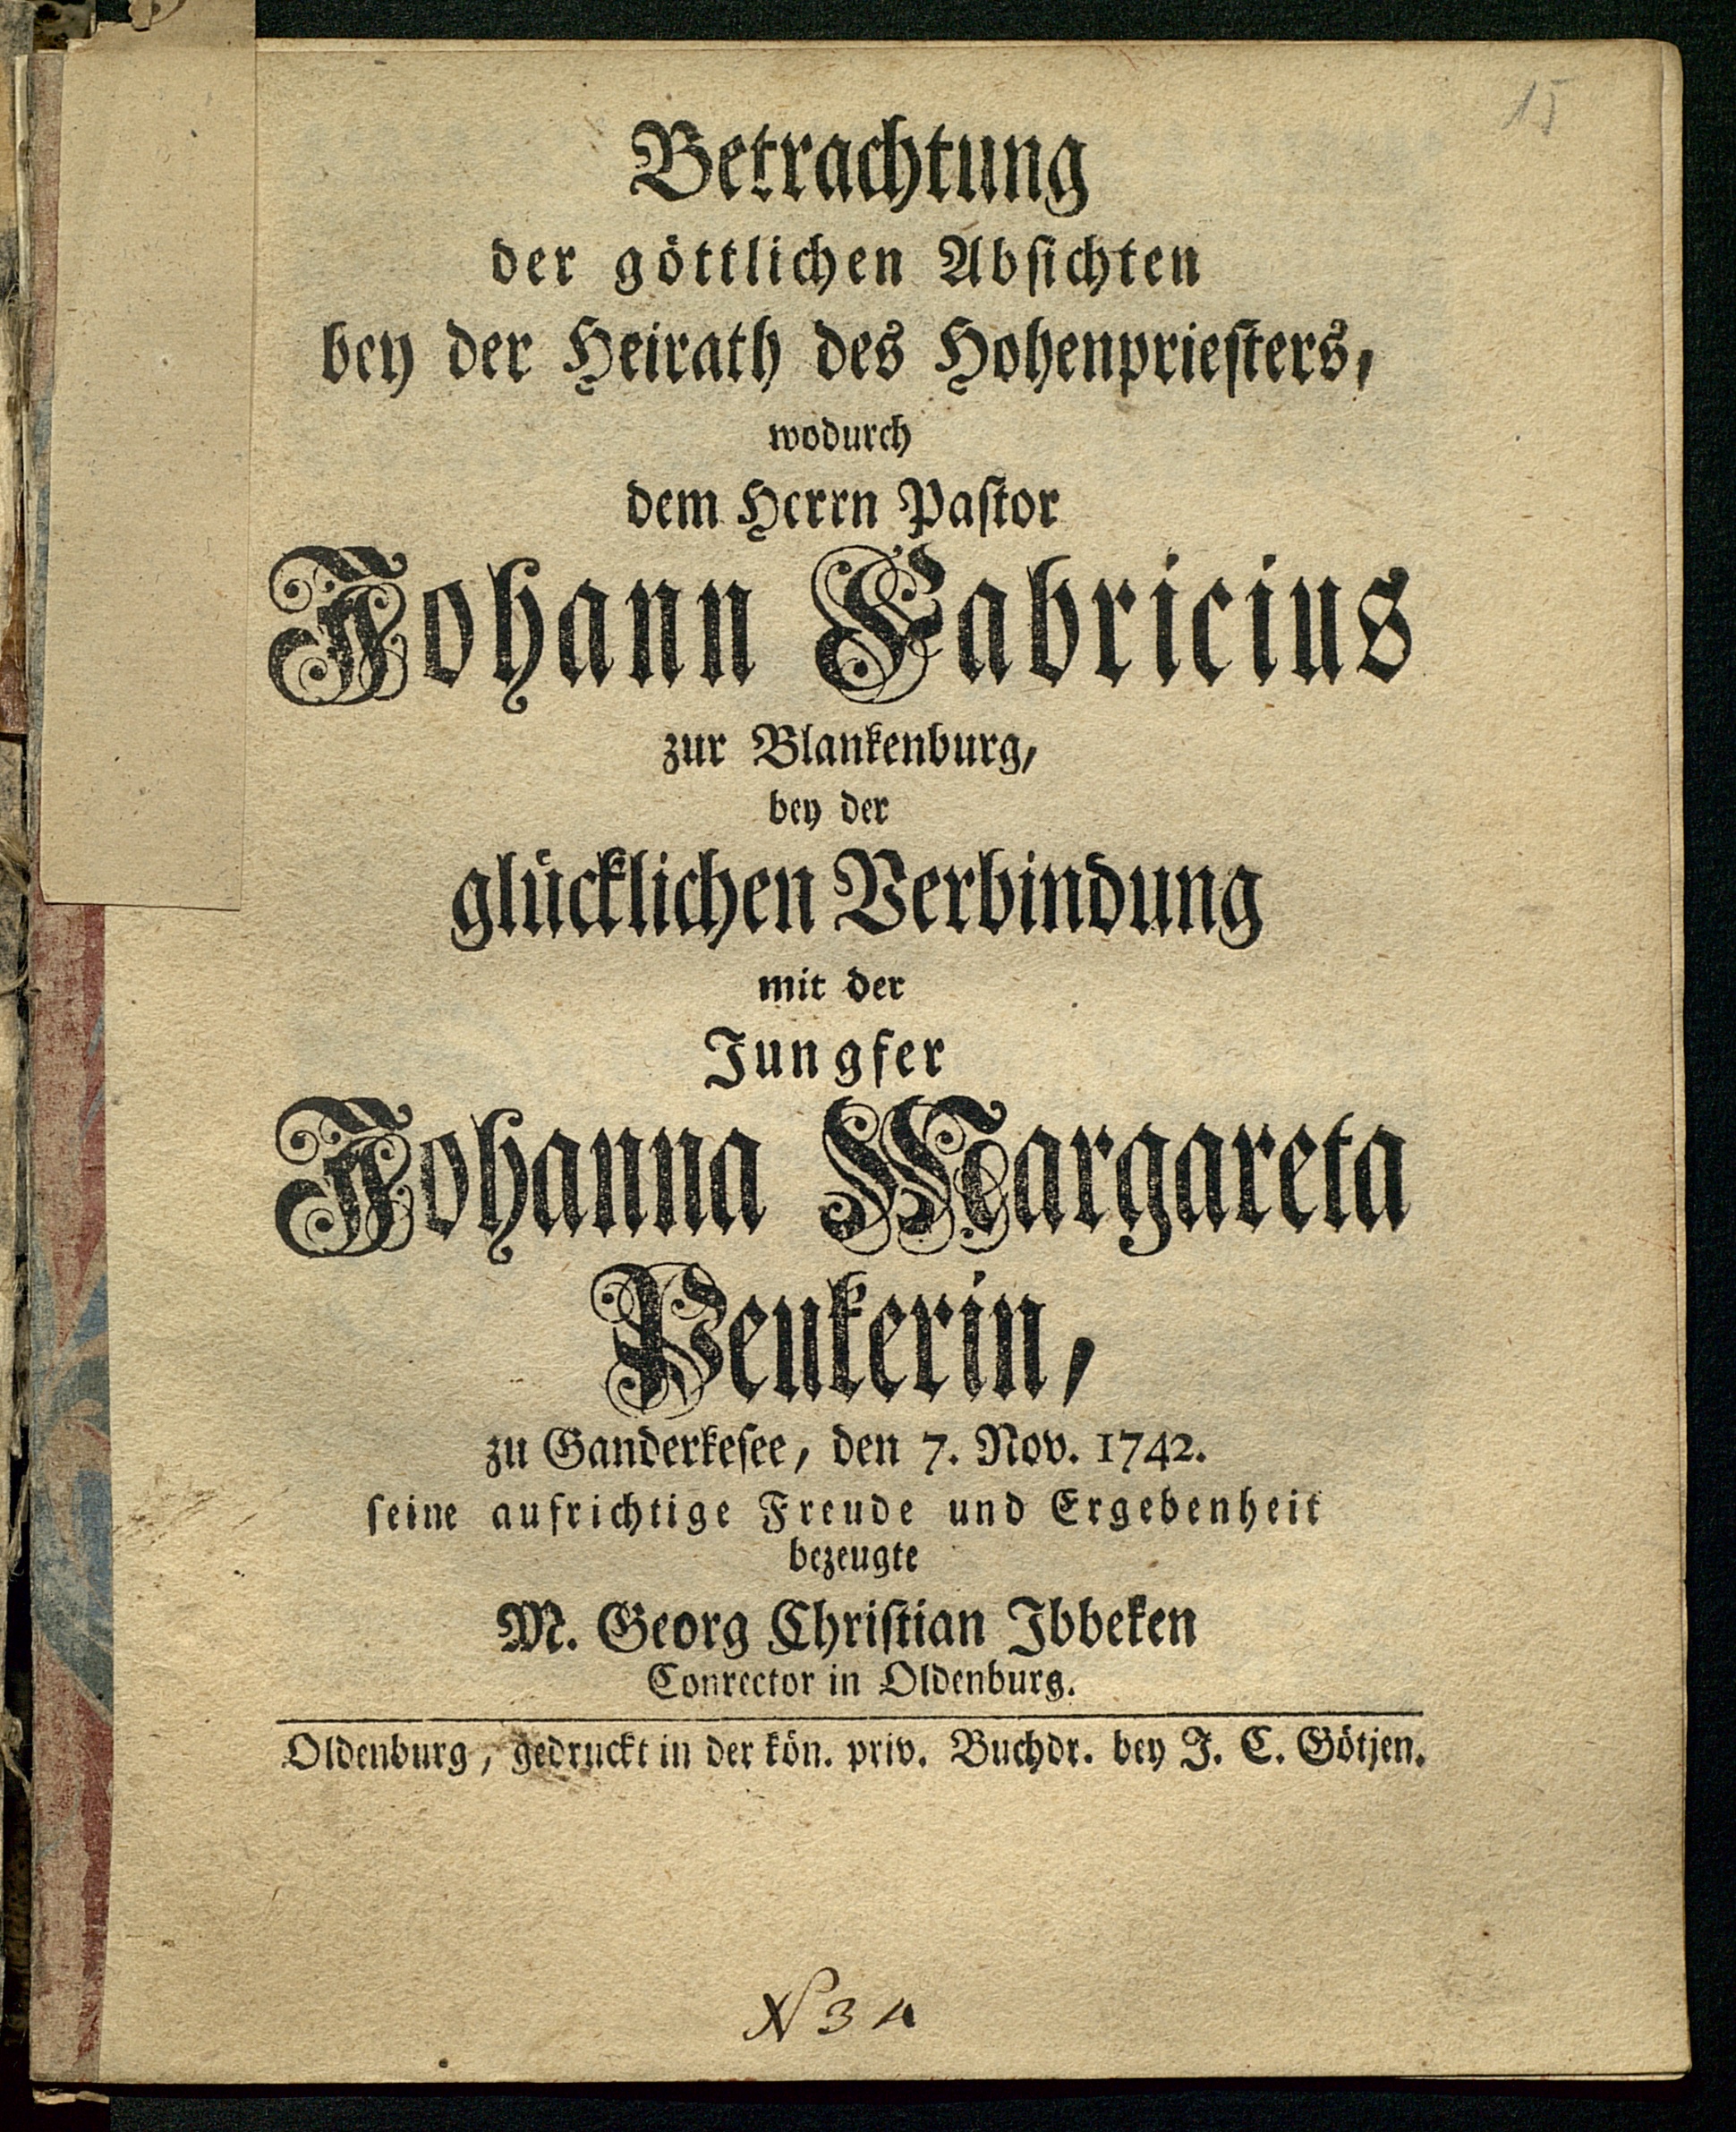 15
Betrachtung
der göttlichen Absichten
bey der Heirath des Hohenpriesters,
wodurch
dem Herrn Pastor
Johann Fabricius
zur Blankenburg,
bey der
glücklichen Verbindung
mit der
Jungfer
Johanna Margareta
Peukerin,
zu Ganderkesee, den 7. Nov. 1742.
seine aufrichtige Freude und Ergebenheit
bezeugte
M. Georg Christian Ibbeken
Conrector in Oldenburg.
Oldenburg, gedruckt in der kön. priv. Buchdr. bey J. C. Götjen.
N 34